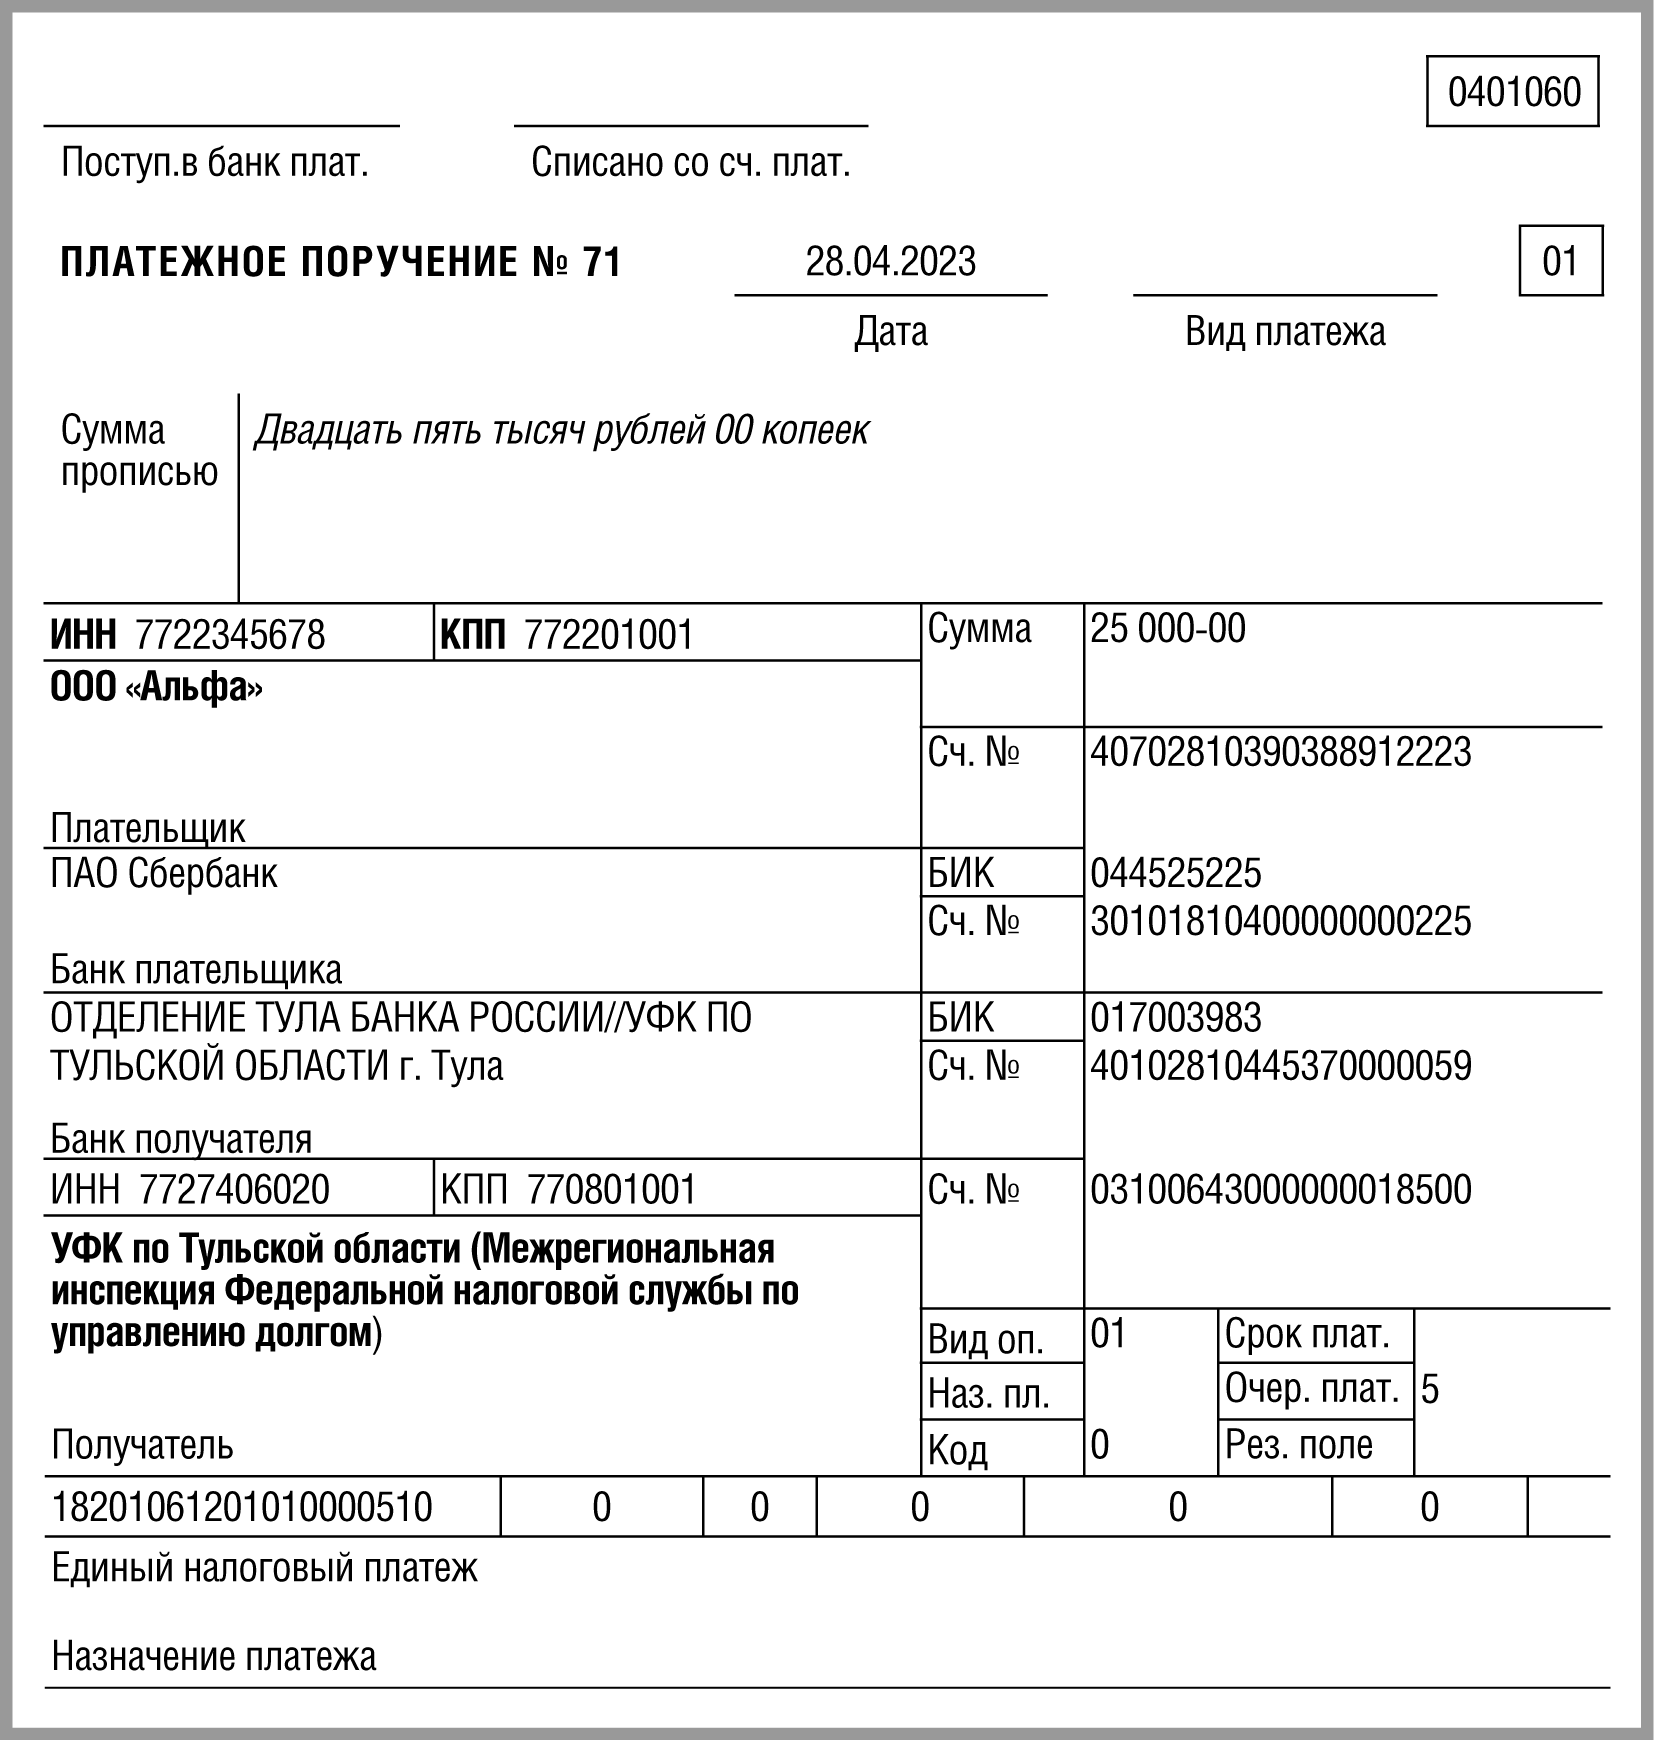 0401060
Поступ.в банк плат. Списано со сч. плат.
ПЛАТЕЖНОЕ ПОРУЧЕНИЕ № 71 28.04.2023 01
Дата Вид платежа
Сумма Двадцать пять тысяч рублей 00 копеек
прописью
ИНН 7722345678 КПП 772201001 Сумма 25 000-00
ООО «Альфа»
Сч. № 40702810390388912223
Плательщик
ПАО Сбербанк БИК 044525225
Сч. № 30101810400000000225
Банк плательщика
ОТДЕЛЕНИЕ ТУЛА БАНКА РОССИИ//УФК ПО БИК 017003983
ТУЛЬСКОЙ ОБЛАСТИ г. Тула Сч. № 40102810445370000059
Банк получателя
ИНН 7727406020 КПП 770801001 Сч. № 03100643000000018500
УФК по Тульской области (Межрегиональная
инспекция Федеральной налоговой службы по
управлению долгом) Вид оп. 01 Срок плат.
Наз. пл. Очер. плат. 5
Получатель Код 0 Рез. поле
18201061201010000510 0 0 0 0 0
Единый налоговый платеж
Назначение платежа